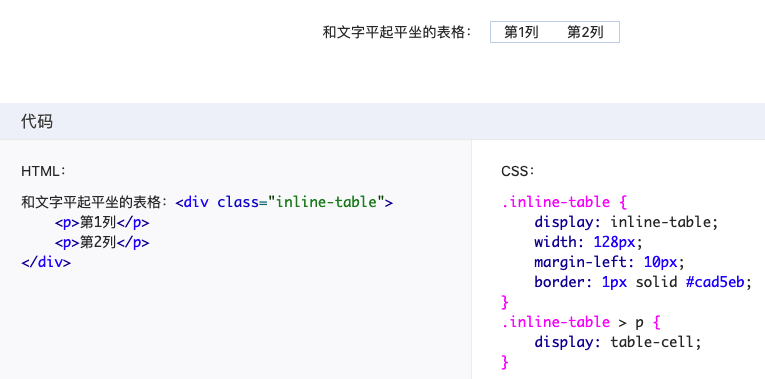 和文字平起平坐的表格： 第1列 第2列
代码
HTML：
和文字平起平坐的表格：<div class="inline-table">
    <p>第1列</p>
    <p>第2列</p>
</div>
CSS：
.inline-table {
    display: inline-table;
    width: 128px;
    margin-left: 10px;
    border: 1px solid #cad5eb;
}
.inline-table > p {
    display: table-cell;
}